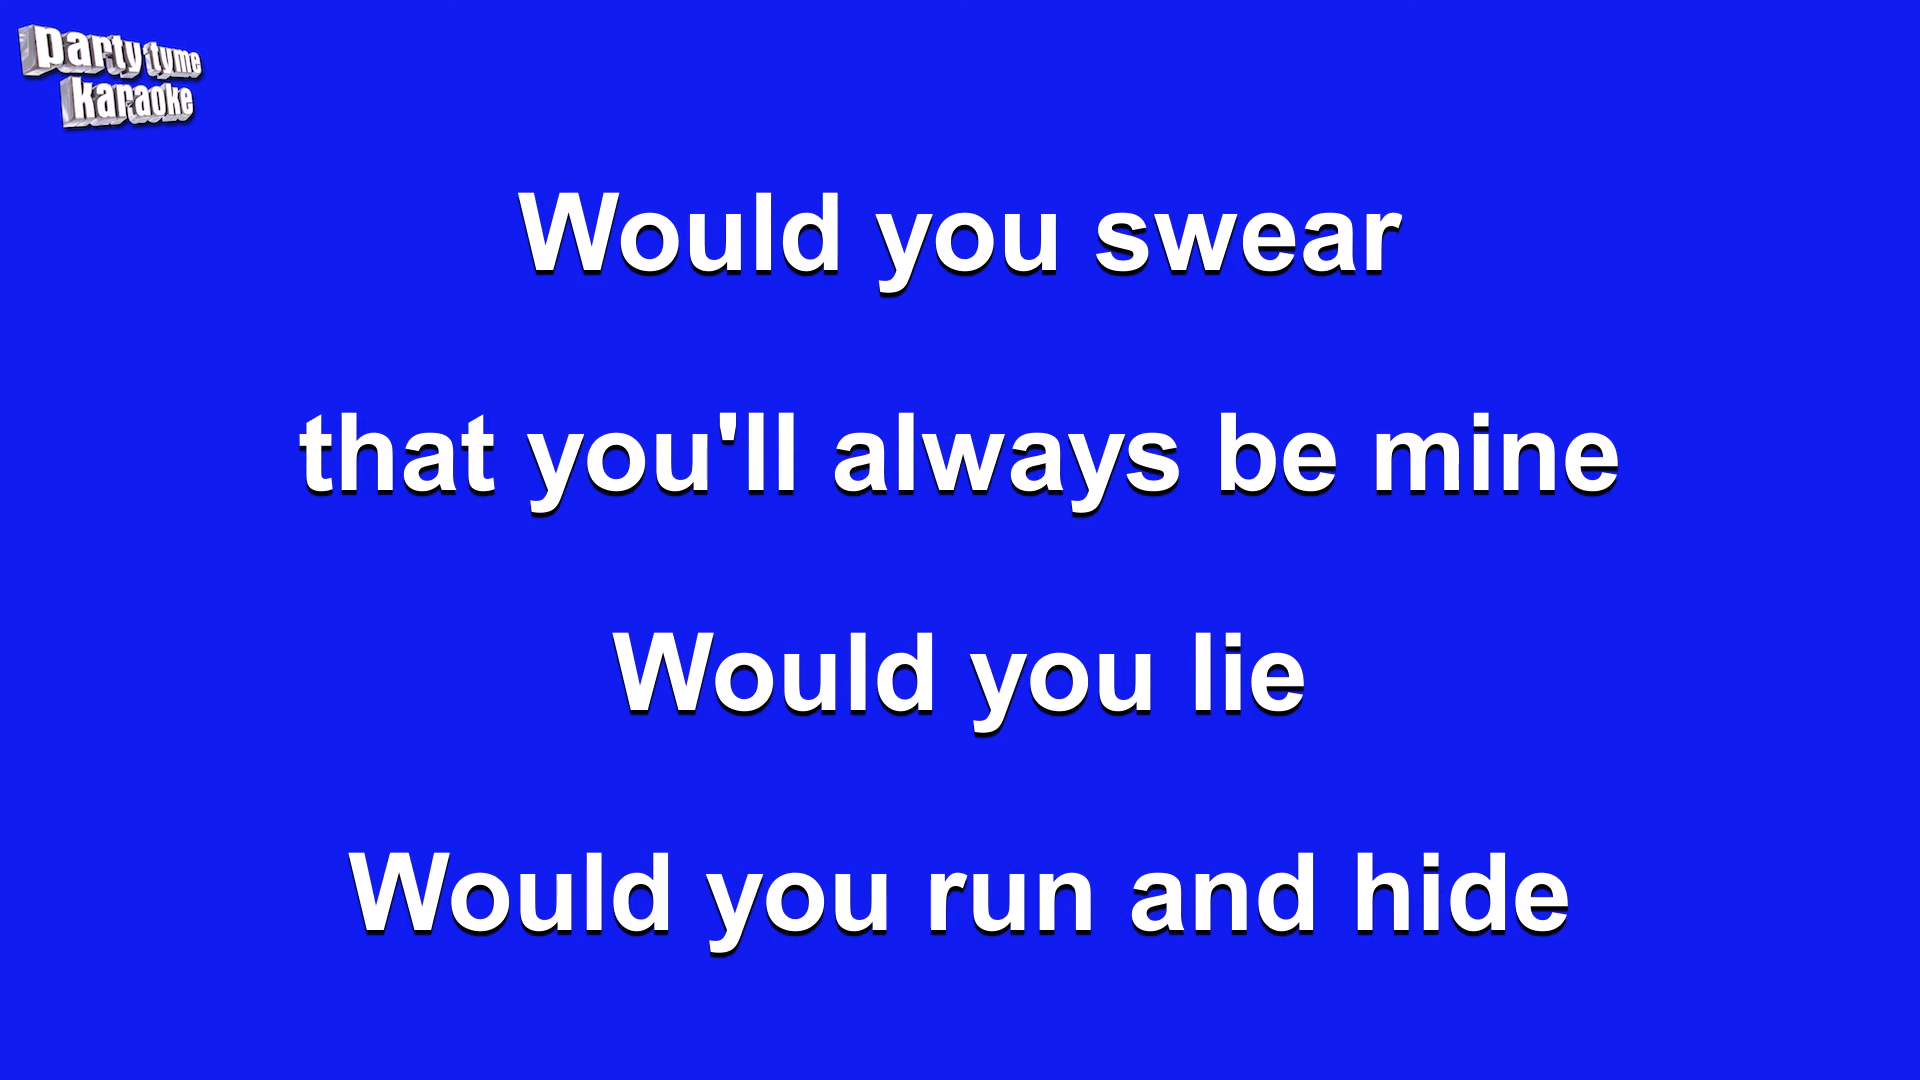 party tyme
karaoke
Would you swear
that you'll always be mine
Would you lie
Would you run and hide